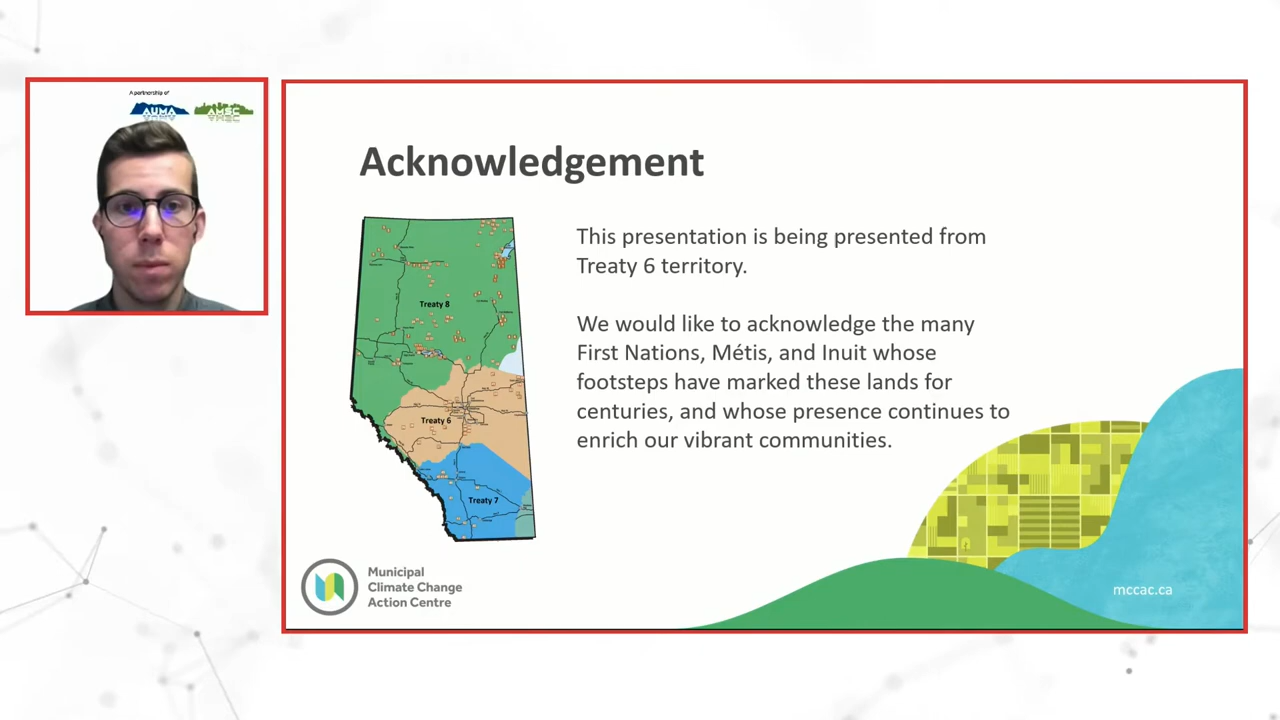 A partnership of
AUMA AMSC
Acknowledgement
This presentation is being presented from
Treaty 6 territory.
We would like to acknowledge the many
First Nations, Métis, and Inuit whose
footsteps have marked these lands for
centuries, and whose presence continues to
enrich our vibrant communities.
Treaty 8
Treaty 6
Treaty 7
Municipal
Climate Change
Action Centre
mccac.ca